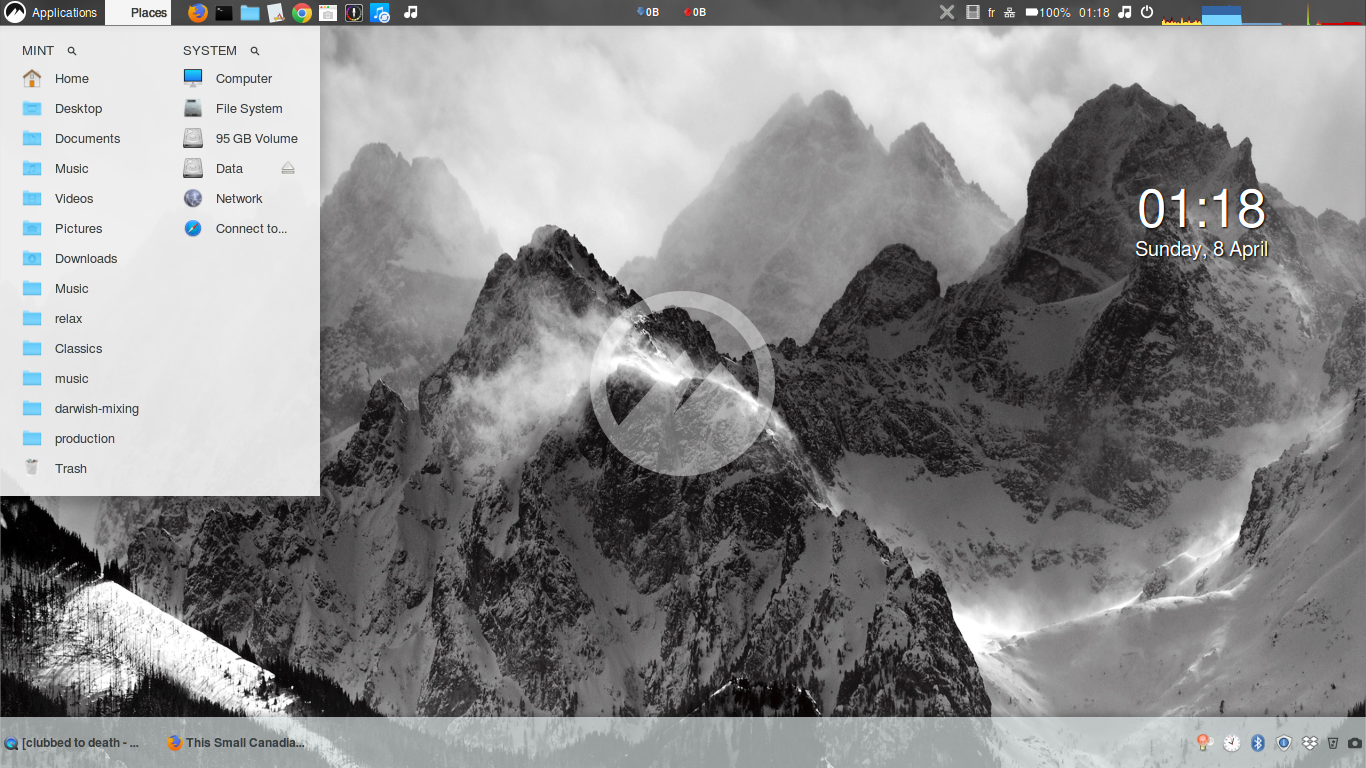 Applications Places 0B 0B fr 100% 01:18
MINT
Home
Desktop
Documents
Music
Videos
Pictures
Downloads
Music
relax
Classics
music
darwish-mixing
production
Trash
SYSTEM
Computer
File System
95 GB Volume
Data
Network
Connect to...
01:18
Sunday, 8 April
[clubbed to death - ...
This Small Canadia...